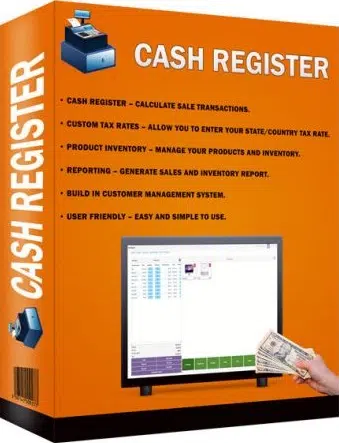 CASH REGISTER
• CASH REGISTER – CALCULATE SALE TRANSACTIONS.
• CUSTOM TAX RATES – ALLOW YOU TO ENTER YOUR STATE/COUNTRY TAX RATE.
• PRODUCT INVENTORY – MANAGE YOUR PRODUCTS AND INVENTORY.
• REPORTING – GENERATE SALES AND INVENTORY REPORT.
• BUILD IN CUSTOMER MANAGEMENT SYSTEM.
• USER FRIENDLY – EASY AND SIMPLE TO USE.
CASH REGISTER